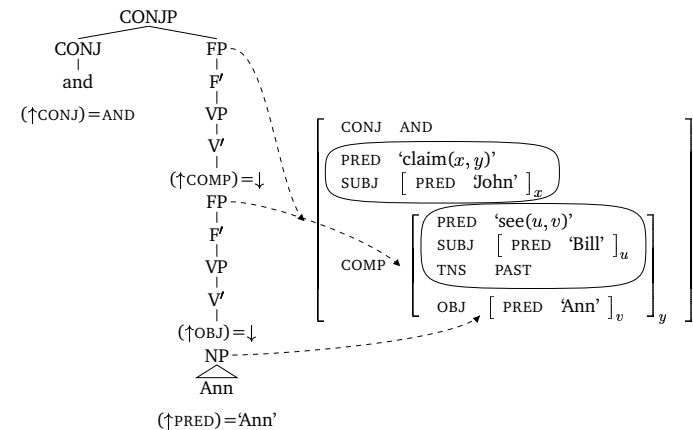 CONJP
CONJ FP
and F′
(↑CONJ)=AND VP
V′
(↑COMP)=↓
FP
F′
VP
V′
(↑OBJ)=↓
NP
Ann
(↑PRED)=‘Ann’
CONJ AND
PRED ‘claim(x, y)’
SUBJ [ PRED ‘John’ ]x
COMP
PRED ‘see(u, v)’
SUBJ [ PRED ‘Bill’ ]u
TNS PAST
OBJ [ PRED ‘Ann’ ]v
y